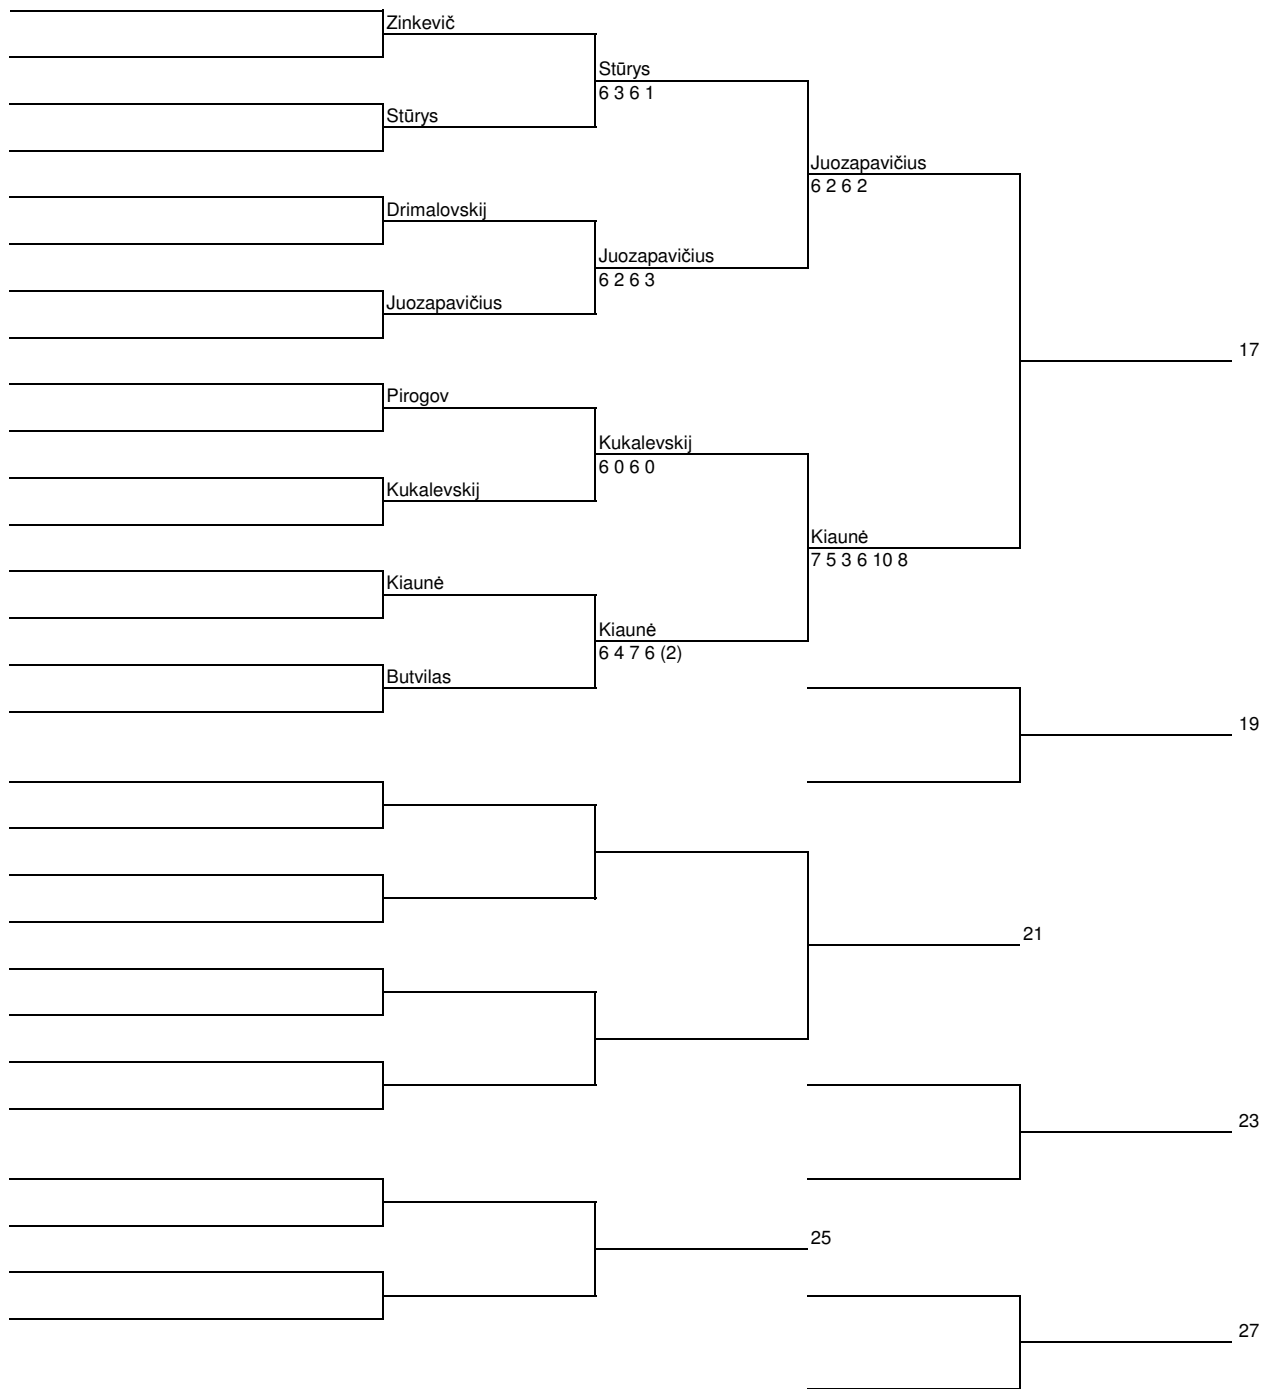 Zinkevič
Stūrys
6 3 6 1
Stūrys
Juozapavičius
6 2 6 2
Drimalovskij
Juozapavičius
6 2 6 3
Juozapavičius
17
Pirogov
Kukalevskij
6 0 6 0
Kukalevskij
Kiaunė
7 5 3 6 10 8
Kiaunė
Kiaunė
6 4 7 6 (2)
Butvilas
19
21
23
25
27